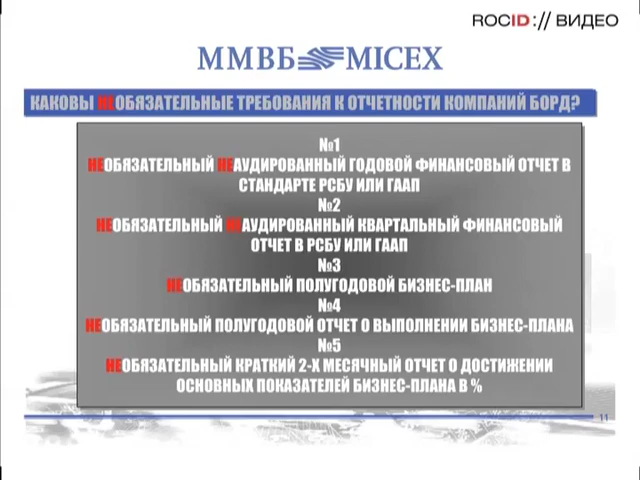 ROCID:// ВИДЕО
ММВБ MICEX
КАКОВЫ НЕОБЯЗАТЕЛЬНЫЕ ТРЕБОВАНИЯ К ОТЧЕТНОСТИ КОМПАНИЙ БОРД?
№1
НЕОБЯЗАТЕЛЬНЫЙ НЕАУДИРОВАННЫЙ ГОДОВОЙ ФИНАНСОВЫЙ ОТЧЕТ В
СТАНДАРТЕ РСБУ ИЛИ ГААП
№2
НЕОБЯЗАТЕЛЬНЫЙ НЕАУДИРОВАННЫЙ КВАРТАЛЬНЫЙ ФИНАНСОВЫЙ
ОТЧЕТ В РСБУ ИЛИ ГААП
№3
НЕОБЯЗАТЕЛЬНЫЙ ПОЛУГОДОВОЙ БИЗНЕС-ПЛАН
№4
НЕОБЯЗАТЕЛЬНЫЙ ПОЛУГОДОВОЙ ОТЧЕТ О ВЫПОЛНЕНИИ БИЗНЕС-ПЛАНА
№5
НЕОБЯЗАТЕЛЬНЫЙ КРАТКИЙ 2-Х МЕСЯЧНЫЙ ОТЧЕТ О ДОСТИЖЕНИИ
ОСНОВНЫХ ПОКАЗАТЕЛЕЙ БИЗНЕС-ПЛАНА В %
11